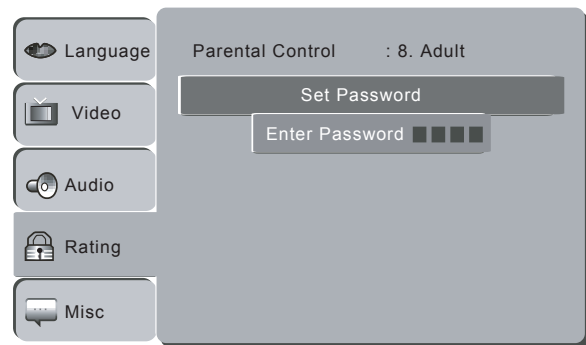 Language
Video
Audio
Rating
Misc
Parental Control : 8. Adult
Set Password
Enter Password